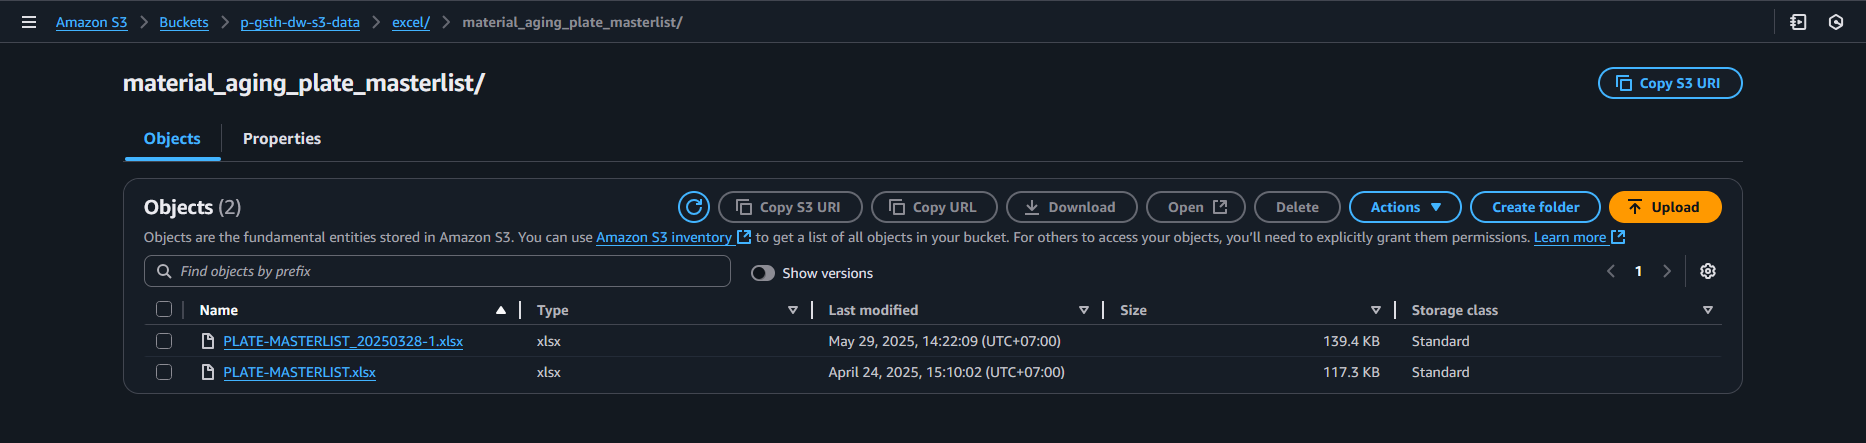 Amazon S3 > Buckets > p-gsth-dw-s3-data > excel/ > material_aging_plate_masterlist/
material_aging_plate_masterlist/
Copy S3 URI
Objects Properties
Objects (2) Copy S3 URI Copy URL Download Open Delete Actions Create folder Upload
Objects are the fundamental entities stored in Amazon S3. You can use Amazon S3 inventory to get a list of all objects in your bucket. For others to access your objects, you'll need to explicitly grant them permissions. Learn more
Find objects by prefix Show versions 1
Name Type Last modified Size Storage class
PLATE-MASTERLIST_20250328-1.xlsx xlsx May 29, 2025, 14:22:09 (UTC+07:00) 139.4 KB Standard
PLATE-MASTERLIST.xlsx xlsx April 24, 2025, 15:10:02 (UTC+07:00) 117.3 KB Standard